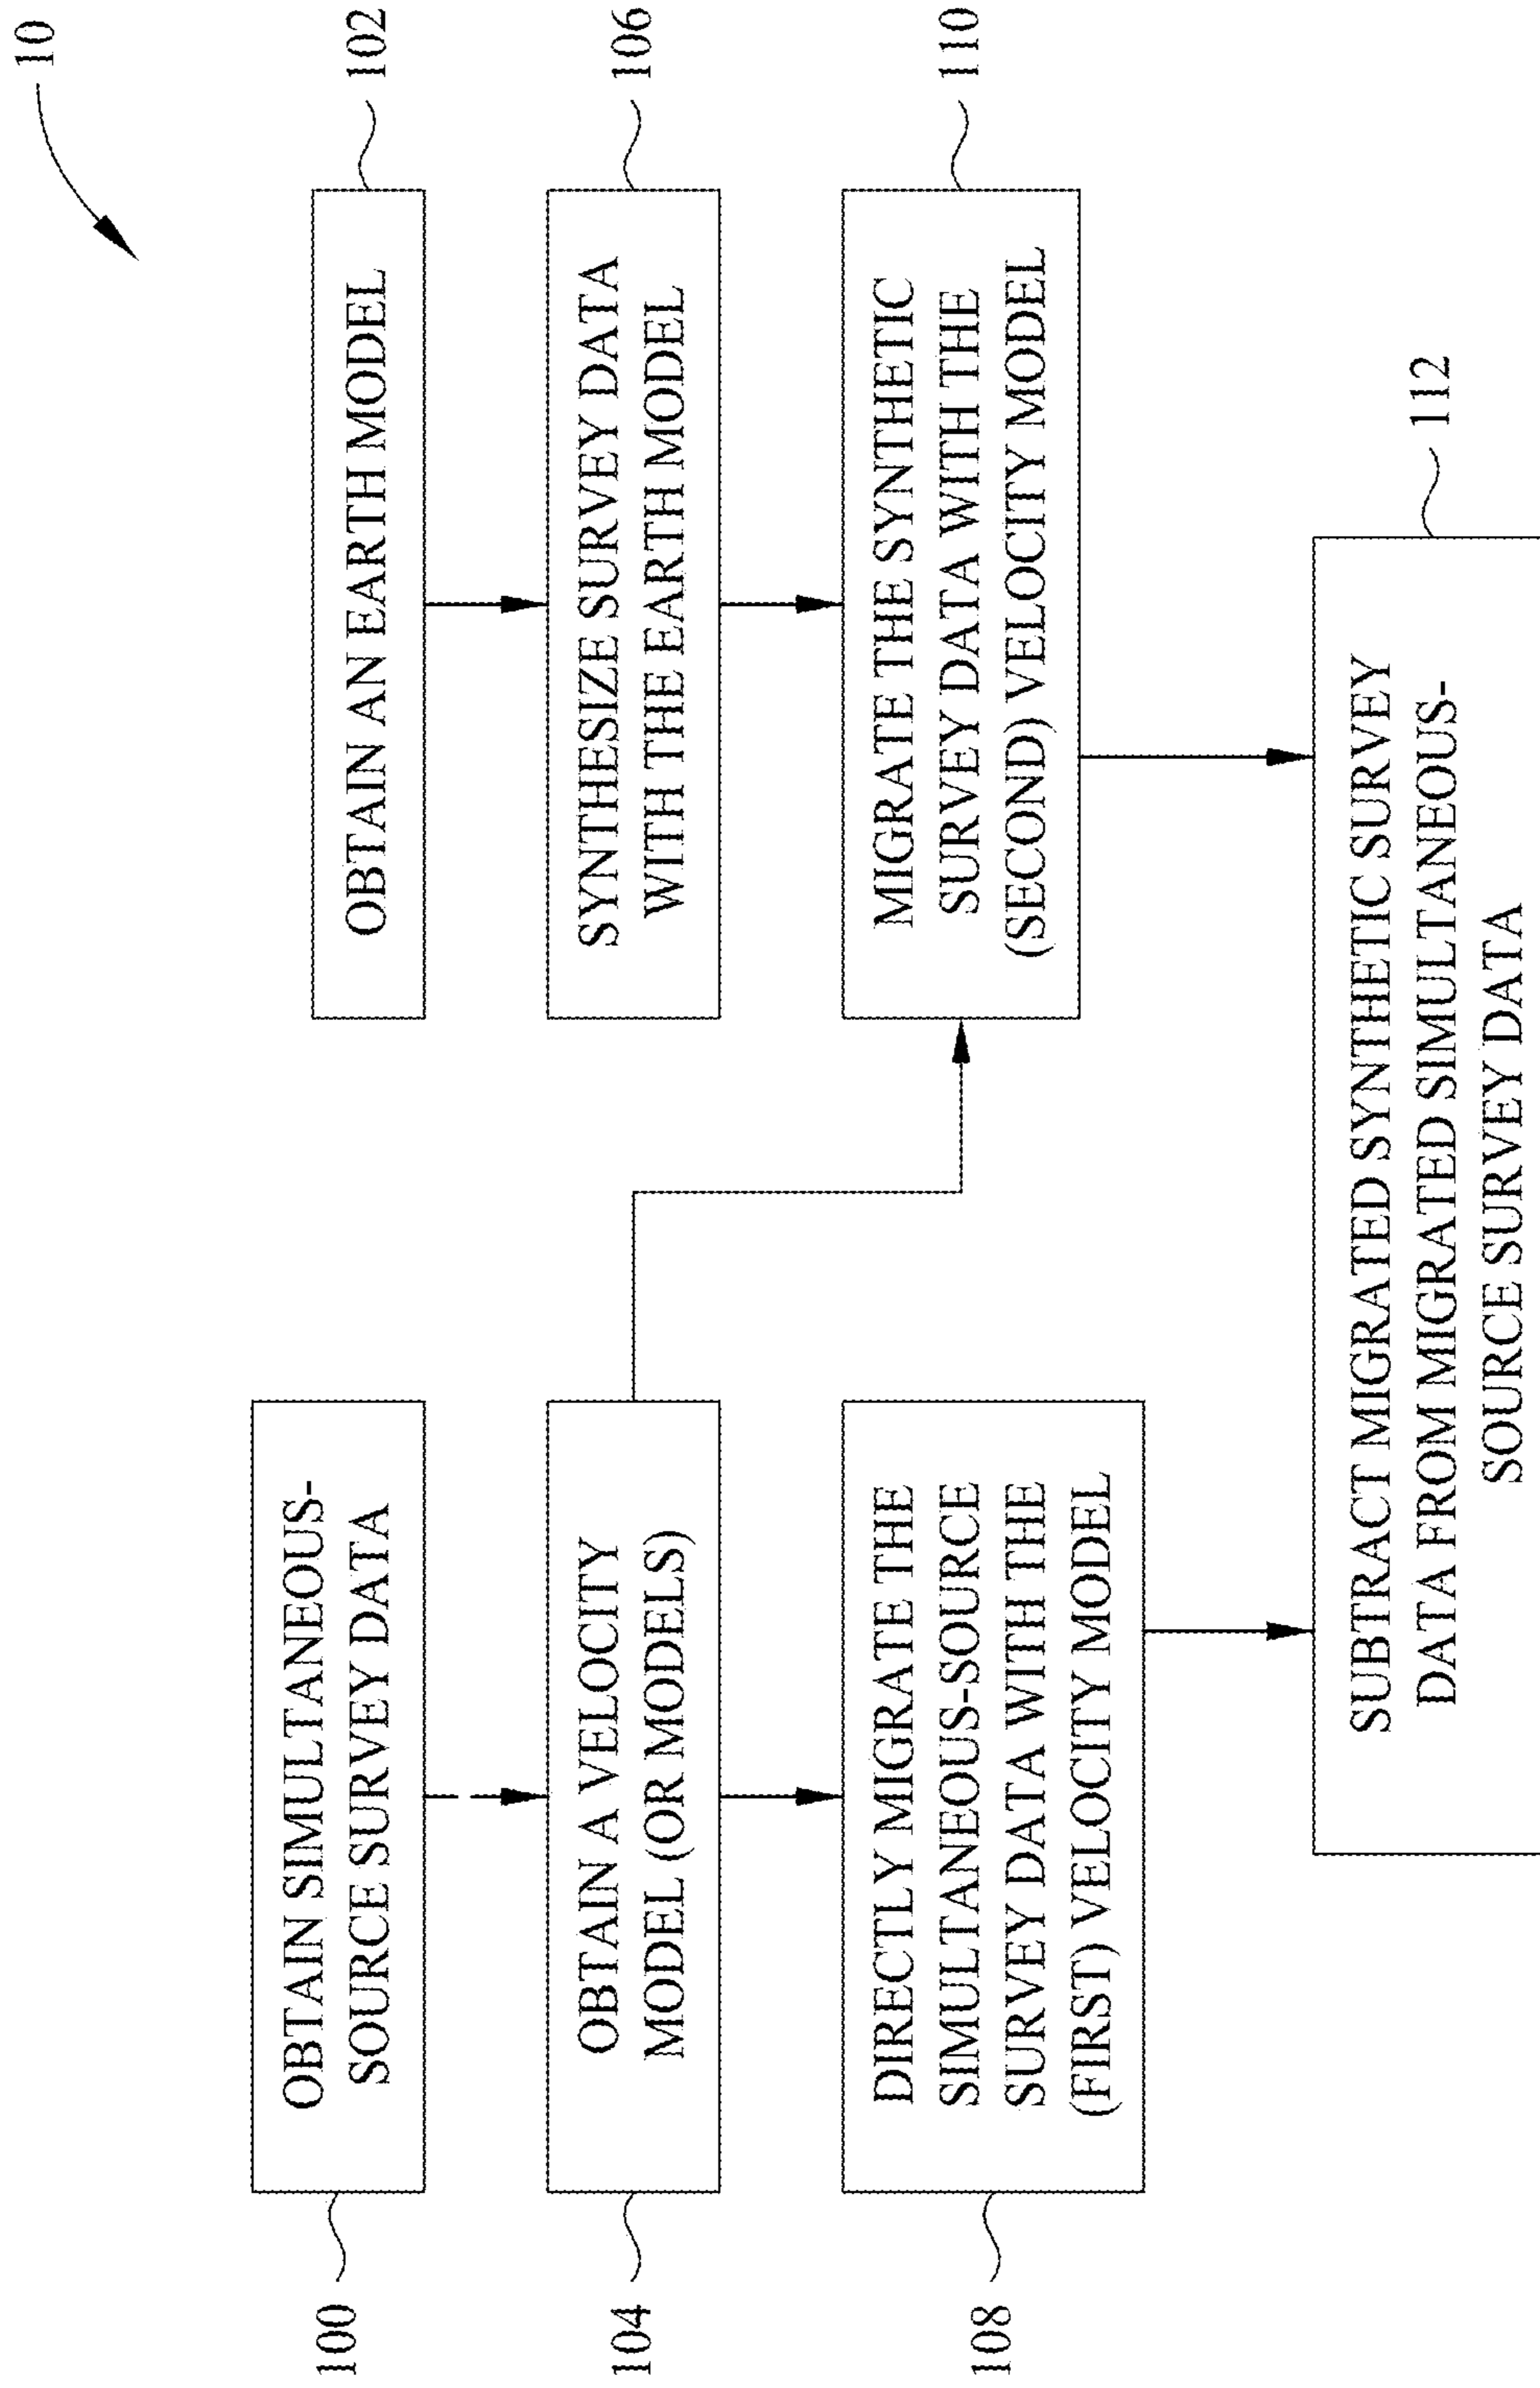 10
100
OBTAIN SIMULTANEOUS-
SOURCE SURVEY DATA
OBTAIN AN EARTH MODEL
102
104
OBTAIN A VELOCITY
MODEL (OR MODELS)
SYNTHESIZE SURVEY DATA
WITH THE EARTH MODEL
106
108
DIRECTLY MIGRATE THE
SIMULTANEOUS-SOURCE
SURVEY DATA WITH THE
(FIRST) VELOCITY MODEL
MIGRATE THE SYNTHETIC
SURVEY DATA WITH THE
(SECOND) VELOCITY MODEL
110
SUBTRACT MIGRATED SYNTHETIC SURVEY
DATA FROM MIGRATED SIMULTANEOUS-
SOURCE SURVEY DATA
112